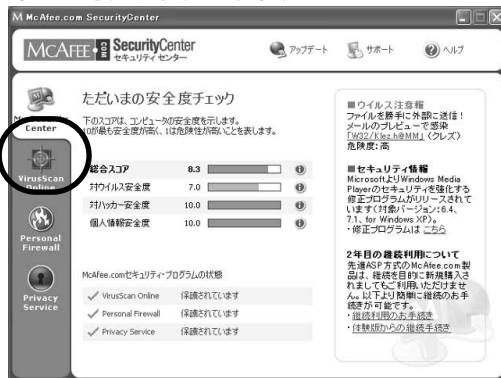 McAfee.com SecurityCenter
McAFEE
SecurityCenter
セキュリティ センター
アップデート
サポート
ヘルプ
Center
VirusScan
Online
Personal
Firewall
Privacy
Service
ただいまの安全度チェック
下のスコアは、コンピュータの安全度を示します。
10が最も安全度が高く、1は危険性が高いことを表します。
総合スコア 8.3
対ウイルス安全度 7.0
対ハッカー安全度 10.0
個人情報安全度 10.0
McAfee.comセキュリティ・プログラムの状態
VirusScan Online 保護されています
Personal Firewall 保護されています
Privacy Service 保護されています
■ウイルス注意報
ファイルを勝手に外部に送信!
メールのプレビューで感染
「W32/Klez.h@MM」(クレズ)
危険度:高
■セキュリティ情報
MicrosoftよりWindows Media
Playerのセキュリティを強化する
修正プログラムがリリースされて
います(対象バージョン:6.4、
7.1、for Windows XP)。
・修正プログラムは こちら
2年目の継続利用について
先進ASP方式のMcAfee.com製
品は、継続を目的に新規購入さ
れましてもご利用いただけませ
ん。以下より簡単に継続のお手
続きが可能です。
・継続利用のお手続き
・体験版からの継続手続き